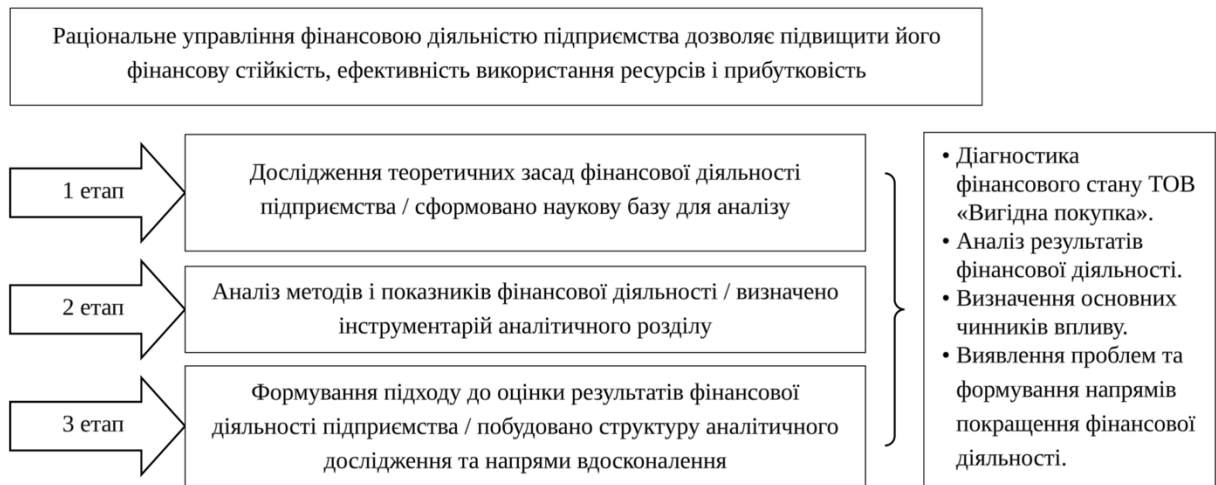 Раціональне управління фінансовою діяльністю підприємства дозволяє підвищити його
фінансову стійкість, ефективність використання ресурсів і прибутковість
1 етап
Дослідження теоретичних засад фінансової діяльності
підприємства / сформовано наукову базу для аналізу
2 етап
Аналіз методів і показників фінансової діяльності / визначено
інструментарій аналітичного розділу
3 етап
Формування підходу до оцінки результатів фінансової
діяльності підприємства / побудовано структуру аналітичного
дослідження та напрями вдосконалення
• Діагностика
фінансового стану ТОВ
«Вигідна покупка».
• Аналіз результатів
фінансової діяльності.
• Визначення основних
чинників впливу.
• Виявлення проблем та
формування напрямів
покращення фінансової
діяльності.